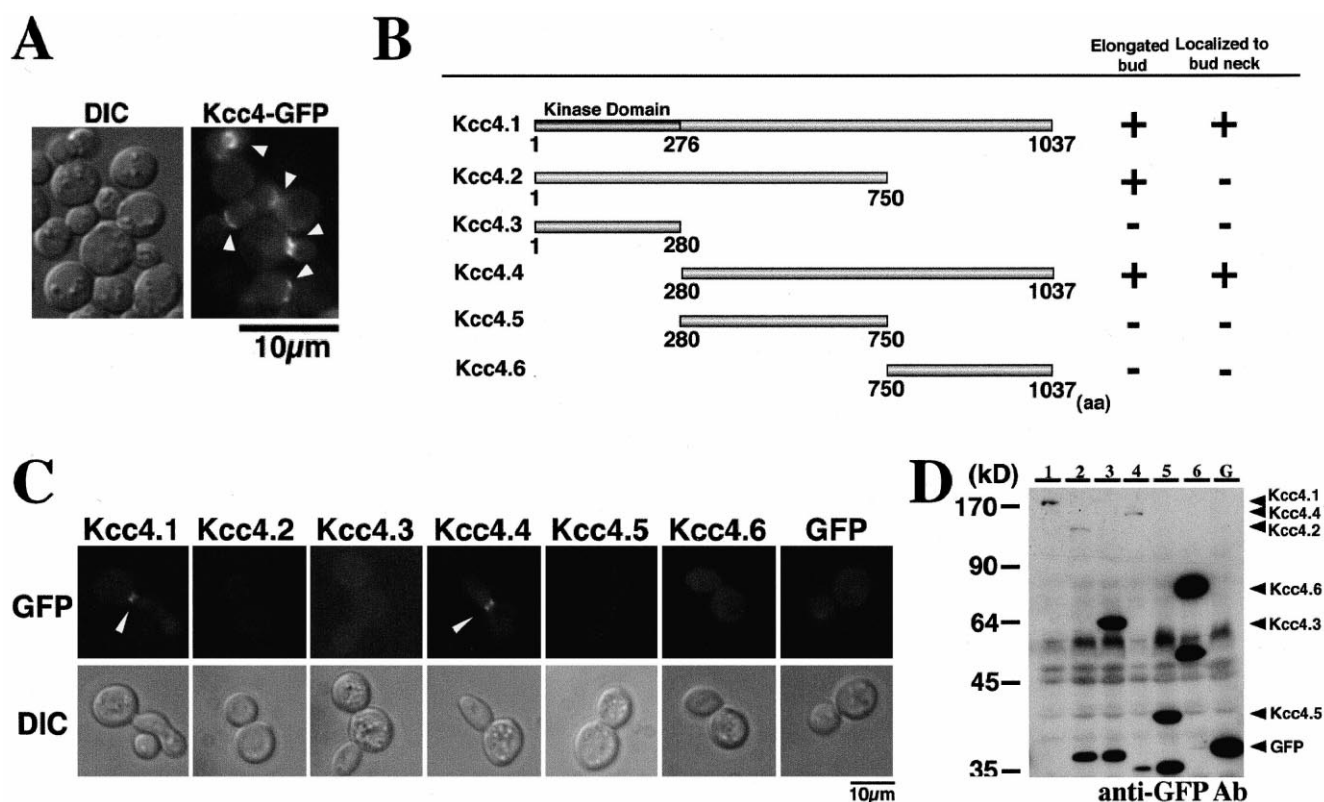 A
DIC Kcc4-GFP
10µm
B
Elongated bud
Localized to bud neck
Kinase Domain
Kcc4.1 + +
1 276 1037
Kcc4.2 + -
1 750
Kcc4.3 - -
1 280
Kcc4.4 + +
280 1037
Kcc4.5 - -
280 750
Kcc4.6 - -
750 1037 (aa)
C
Kcc4.1 Kcc4.2 Kcc4.3 Kcc4.4 Kcc4.5 Kcc4.6 GFP
GFP
DIC
10µm
D
(kD) 1 2 3 4 5 6 G
170
90
64
45
35
Kcc4.1
Kcc4.4
Kcc4.2
Kcc4.6
Kcc4.3
Kcc4.5
GFP
anti-GFP Ab